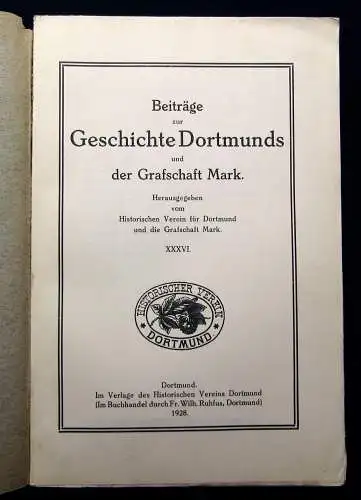 Beiträge
zur
Geschichte Dortmunds
und
der Grafschaft Mark.
Herausgegeben
vom
Historischen Verein für Dortmund
und die Grafschaft Mark.
XXXVI.
HISTORISCHER VEREIN
DORTMUND.
Dortmund.
Im Verlage des Historischen Vereins Dortmund
(Im Buchhandel durch Fr. Wilh. Ruhfus, Dortmund)
1928.